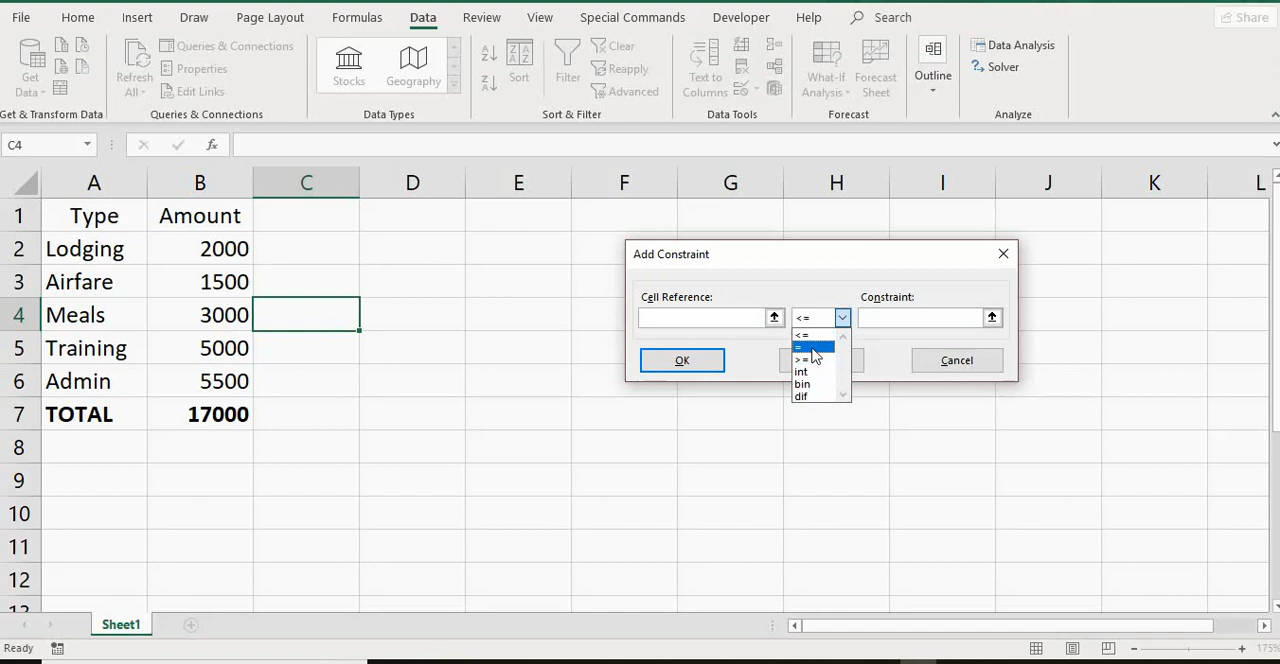 File Home Insert Draw Page Layout Formulas Data Review View Special Commands Developer Help Search Share
Get Data
Refresh All
Queries & Connections
Properties
Edit Links
Stocks
Geography
Sort
Filter
Clear
Reapply
Advanced
Text to Columns
What-If Analysis
Forecast Sheet
Outline
Data Analysis
Solver
Get & Transform Data Queries & Connections Data Types Sort & Filter Data Tools Forecast Analyze
C4 fx
A B C D E F G H I J K L
1 Type Amount
2 Lodging 2000
3 Airfare 1500
4 Meals 3000
5 Training 5000
6 Admin 5500
7 TOTAL 17000
8
9
10
11
12
13
Add Constraint
Cell Reference: Constraint:
<=
<=
=
>=
int
bin
dif
OK Cancel
Sheet1
Ready 175%